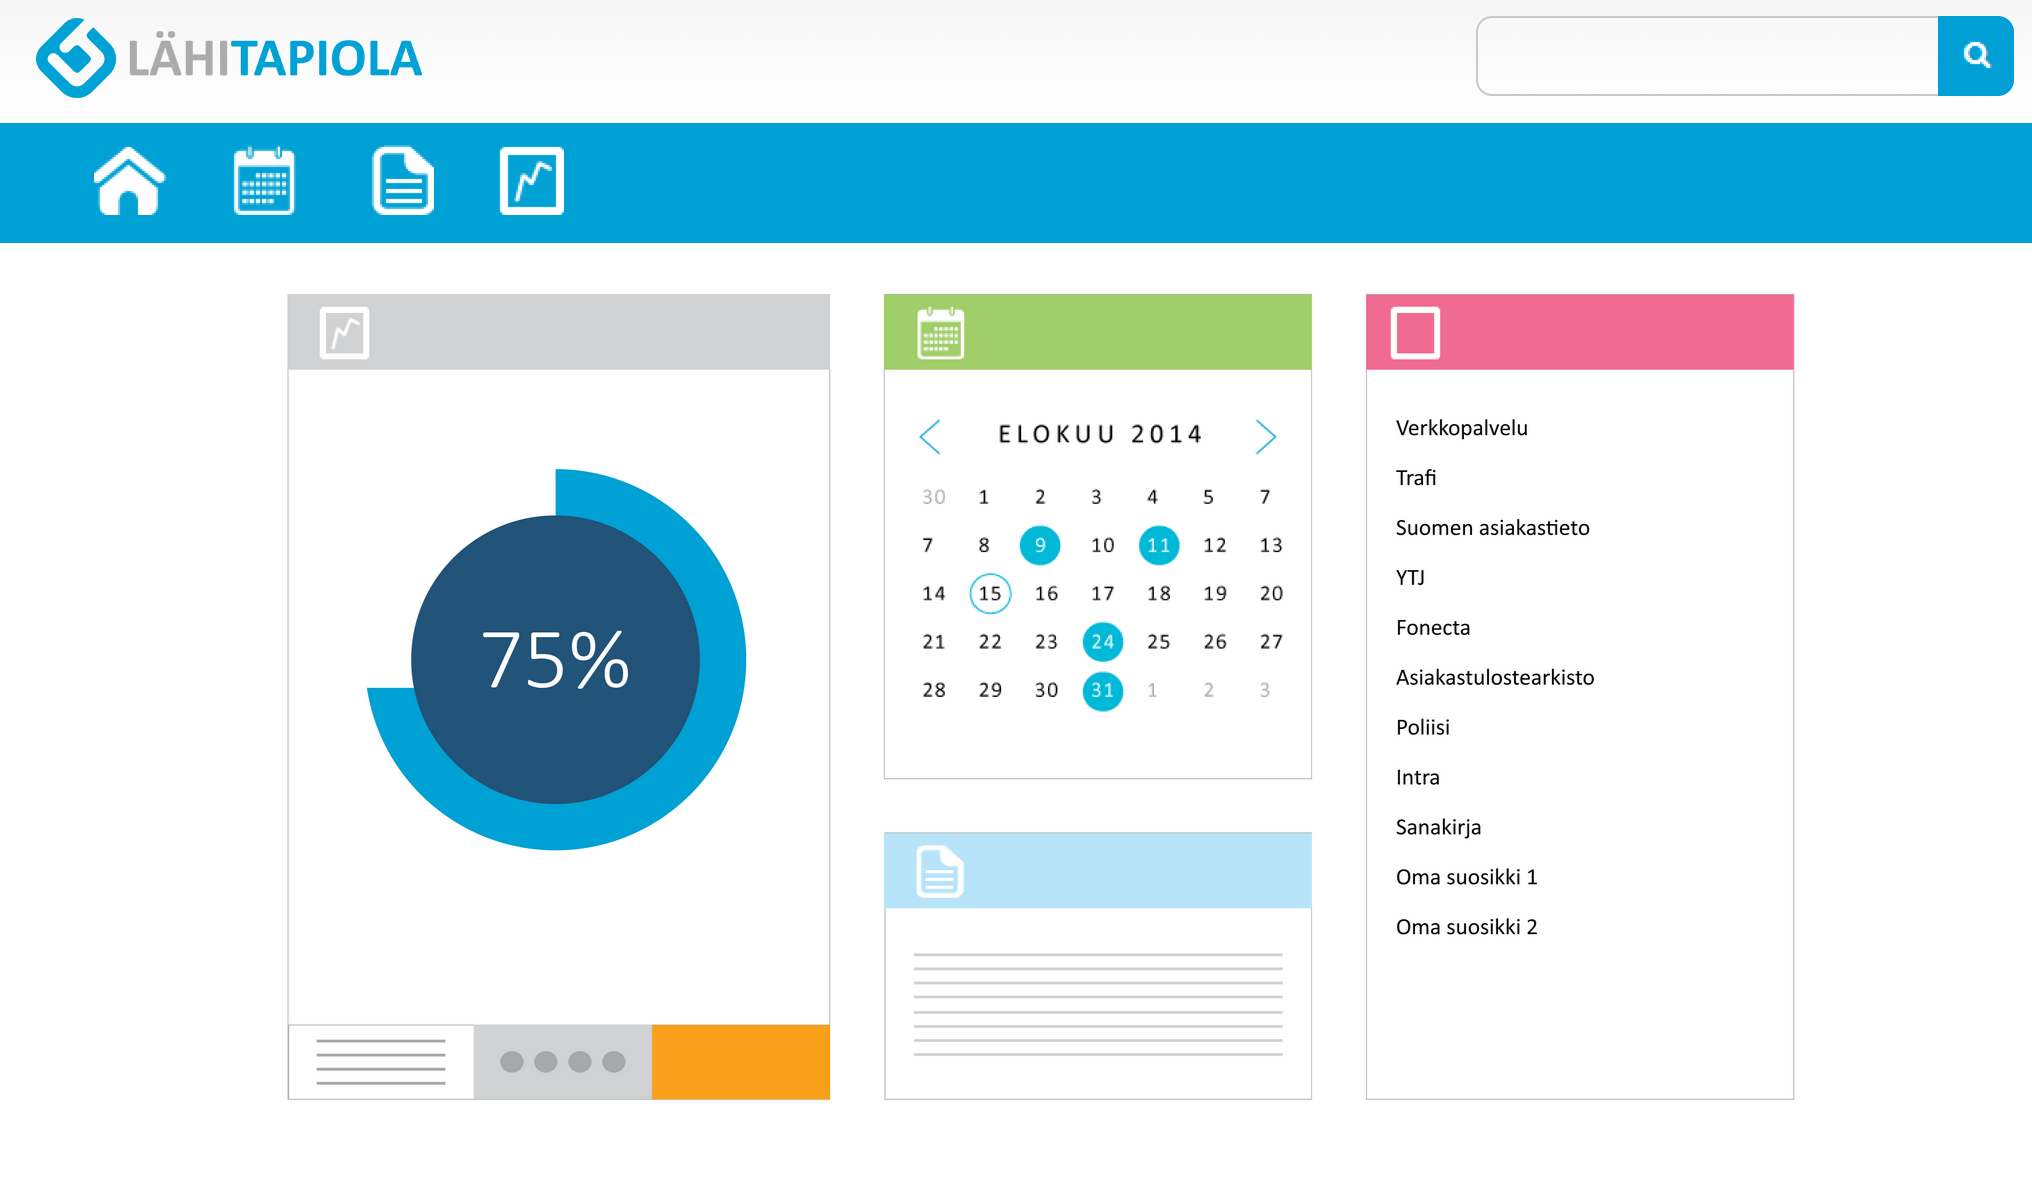 LÄHITAPIOLA
75%
ELOKUU 2014
30 1 2 3 4 5 7
7 8 9 10 11 12 13
14 15 16 17 18 19 20
21 22 23 24 25 26 27
28 29 30 31 1 2 3
Verkkopalvelu
Trafi
Suomen asiakastieto
YTJ
Fonecta
Asiakastulostearkisto
Poliisi
Intra
Sanakirja
Oma suosikki 1
Oma suosikki 2